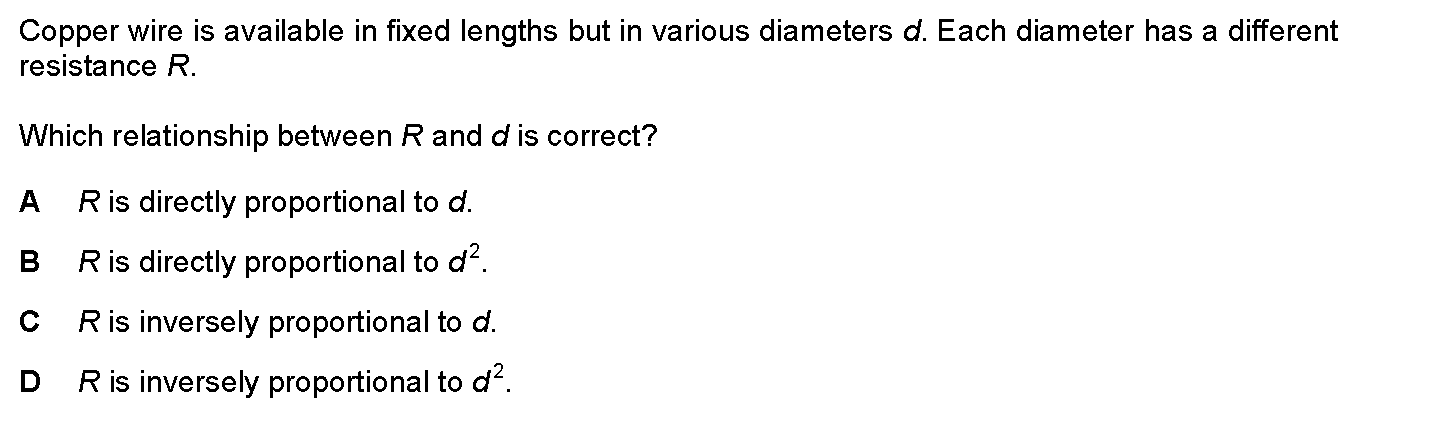 Copper wire is available in fixed lengths but in various diameters d. Each diameter has a different
resistance R.
Which relationship between R and d is correct?
A R is directly proportional to d.
B R is directly proportional to d².
C R is inversely proportional to d.
D R is inversely proportional to d².